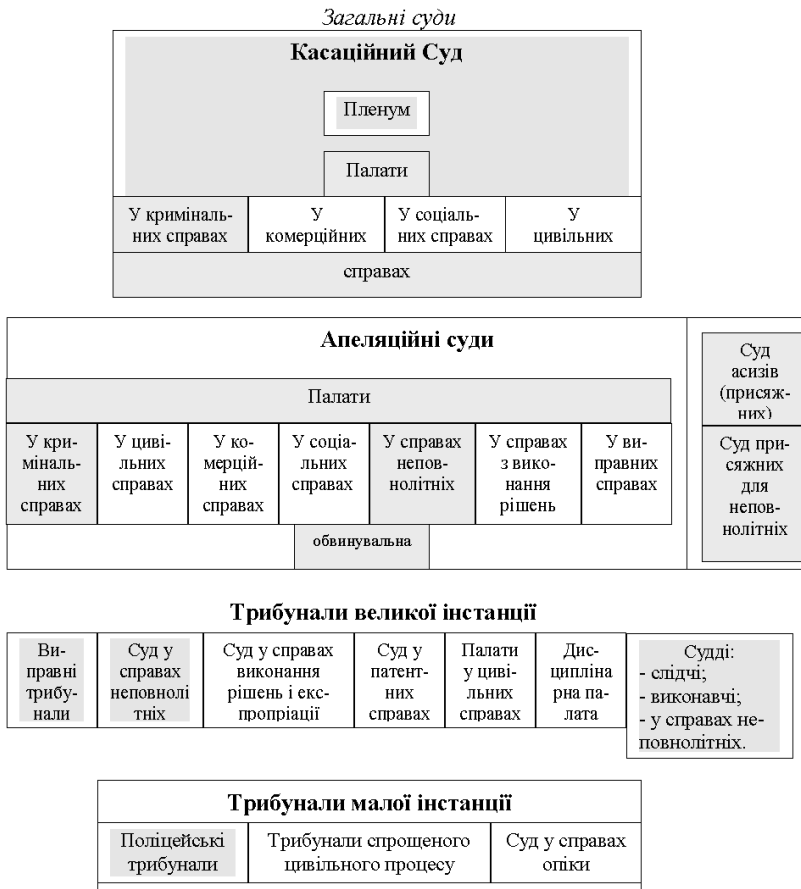 Загальні суди
Касаційний Суд
Пленум
Палати
У криміналь-
них справах
У
комерційних
У соціаль-
них справах
У
цивільних
справах
Апеляційні суди
Палати
У кри-
мінальь-
них
справах
У циві-
льних
справах
У ко-
мерцій-
них
справах
У соціа-
льних
справах
У справах
неповно-
літніх
У справах
з вико-
нання
рішень
У ви-
правних
справах
обвинувальна
Суд
асизів
(присяж-
них)
Суд при-
сяжних
для
непов-
нолітніх
Трибунали великої інстанції
Ви-
правні
трибу-
нали
Суд у
справах
неповнолі
тніх
Суд у справах
виконання
рішень і екс-
пропріації
Суд у
патент-
них
справах
Палати
у цивіль-
них
справах
Дис-
ципліна
рна па-
лата
Судді:
- слідчі;
- виконавчі;
- у справах не-
повнолітніх.
Трибунали малої інстанції
Поліцейські
трибунали
Трибунали спрощеного
цивільного процесу
Суд у справах
опіки